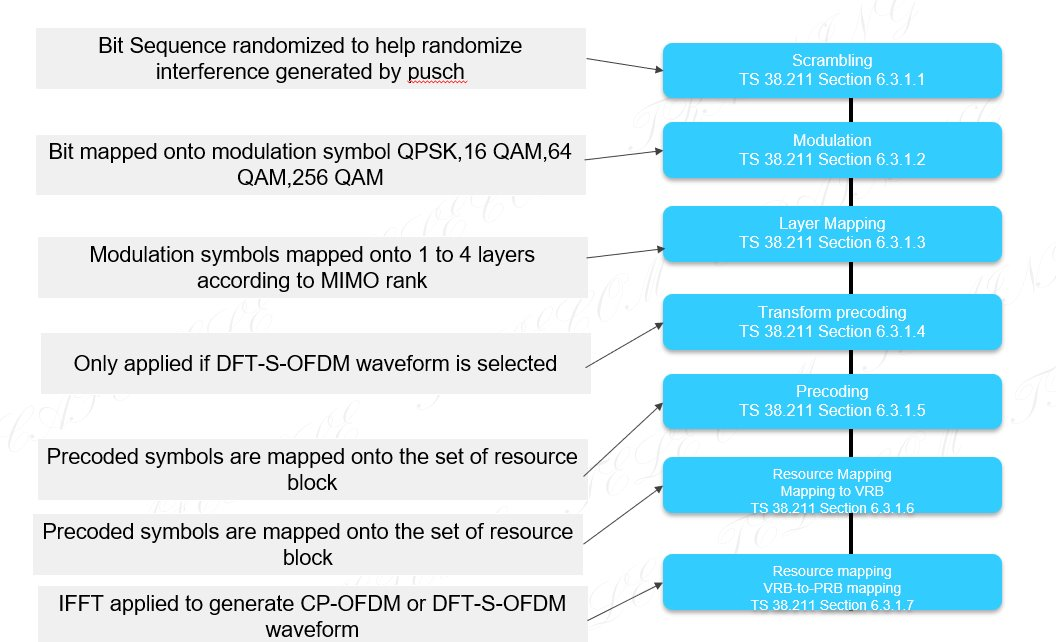 Bit Sequence randomized to help randomize
interference generated by pusch
Scrambling
TS 38.211 Section 6.3.1.1
Bit mapped onto modulation symbol QPSK,16 QAM,64
QAM,256 QAM
Modulation
TS 38.211 Section 6.3.1.2
Modulation symbols mapped onto 1 to 4 layers
according to MIMO rank
Layer Mapping
TS 38.211 Section 6.3.1.3
Only applied if DFT-S-OFDM waveform is selected
Transform precoding
TS 38.211 Section 6.3.1.4
Precoded symbols are mapped onto the set of resource
block
Precoding
TS 38.211 Section 6.3.1.5
Precoded symbols are mapped onto the set of resource
block
Resource Mapping
Mapping to VRB
TS 38.211 Section 6.3.1.6
IFFT applied to generate CP-OFDM or DFT-S-OFDM
waveform
Resource mapping
VRB-to-PRB mapping
TS 38.211 Section 6.3.1.7